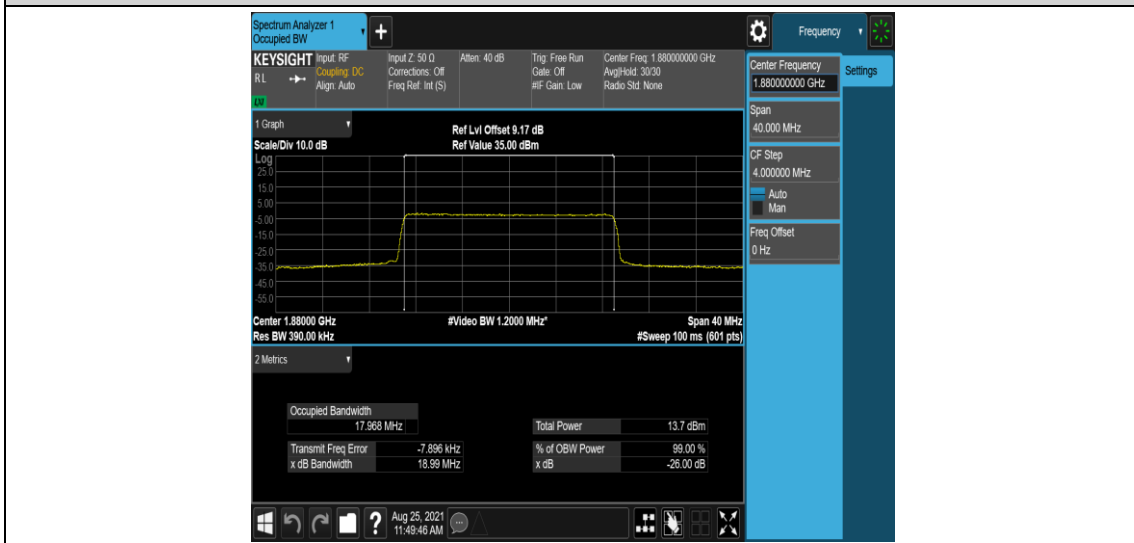 Spectrum Analyzer 1
Occupied BW
+
Frequency
KEYSIGHT
RL
Input: RF
Coupling: DC
Align: Auto
Input Z: 50 Ω
Corrections: Off
Freq Ref: Int (S)
Atten: 40 dB
Trig: Free Run
Gate: Off
#IF Gain: Low
Center Freq: 1.880000000 GHz
Avg|Hold: 30/30
Radio Std: None
Center Frequency
1.880000000 GHz
Settings
Span
40.000 MHz
CF Step
4.000000 MHz
Auto
Man
Freq Offset
0 Hz
1 Graph
Scale/Div 10.0 dB
Ref Lvl Offset 9.17 dB
Ref Value 35.00 dBm
Log
25.0
15.0
5.00
-5.00
-15.0
-25.0
-35.0
-45.0
-55.0
Center 1.88000 GHz
#Video BW 1.2000 MHz*
Span 40 MHz
Res BW 390.00 kHz
#Sweep 100 ms (601 pts)
2 Metrics
Occupied Bandwidth
17.968 MHz
Total Power 13.7 dBm
Transmit Freq Error -7.896 kHz
% of OBW Power 99.00 %
x dB Bandwidth 18.99 MHz
x dB -26.00 dB
?
Aug 25, 2021
11:49:46 AM